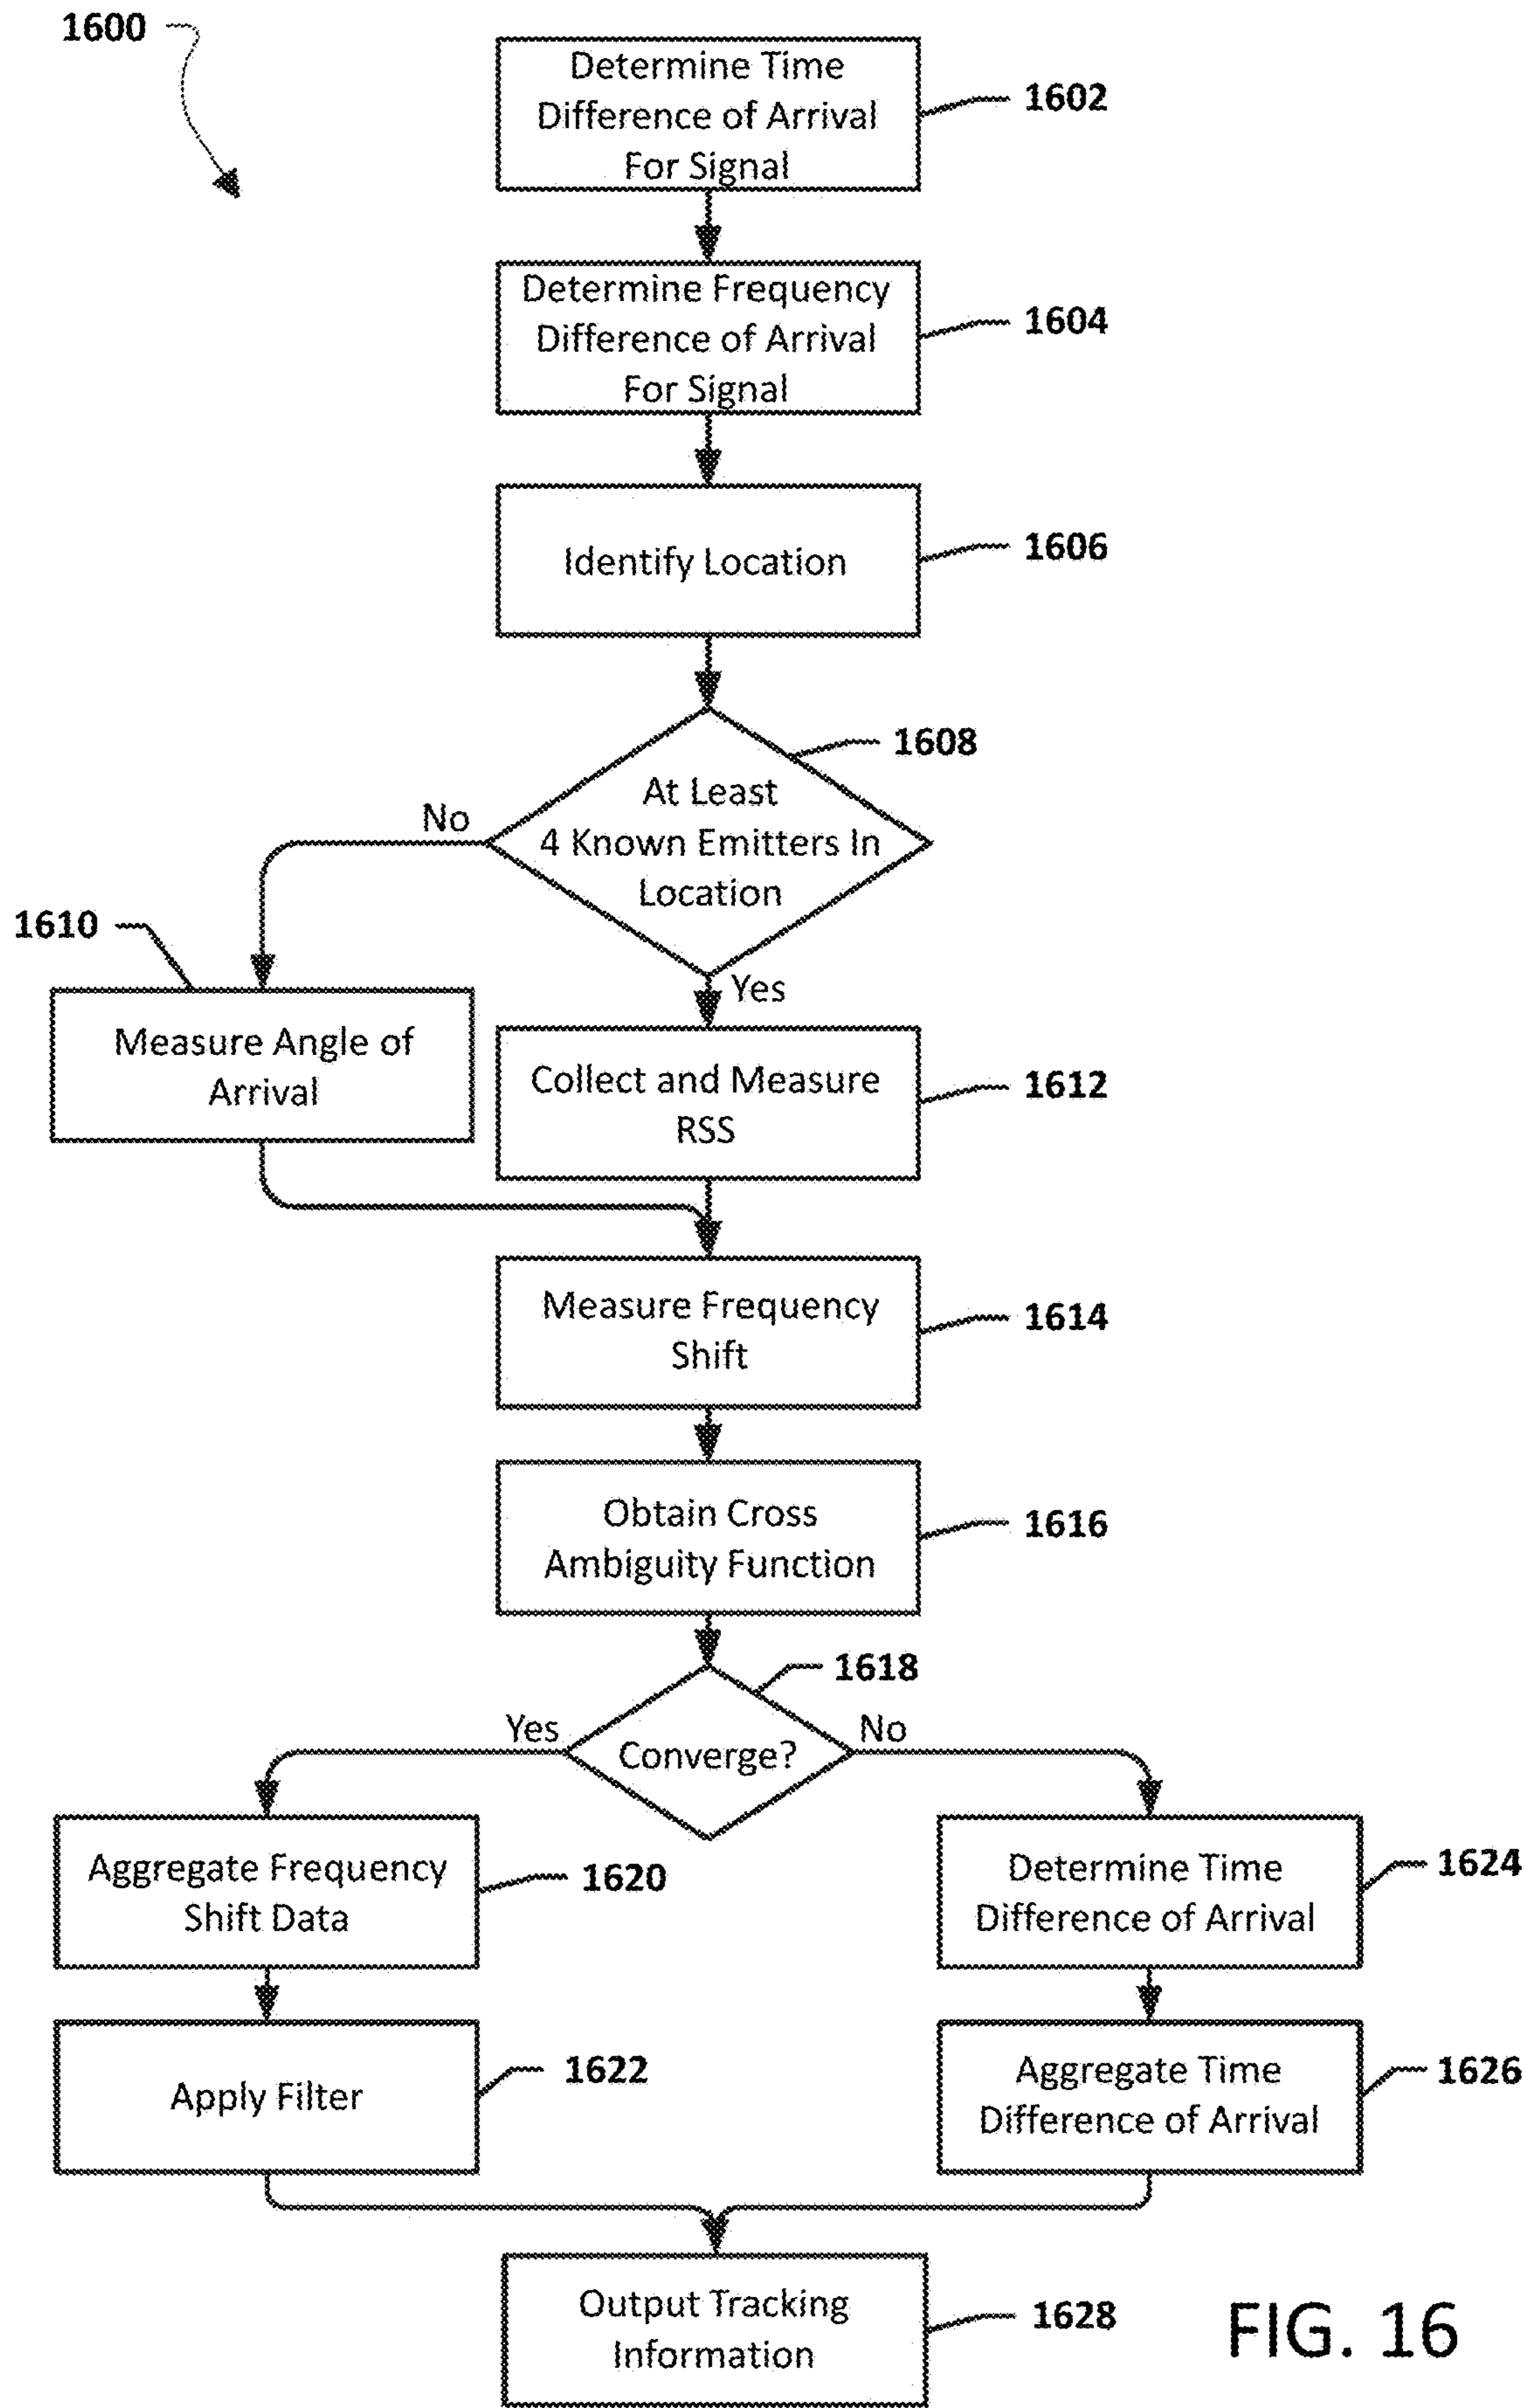 1600
Determine Time
Difference of Arrival
For Signal
1602
Determine Frequency
Difference of Arrival
For Signal
1604
Identify Location
1606
1608
At Least
4 Known Emitters In
Location
No
Yes
1610
Measure Angle of
Arrival
Collect and Measure
RSS
1612
Measure Frequency
Shift
1614
Obtain Cross
Ambiguity Function
1616
1618
Converge?
Yes
No
Aggregate Frequency
Shift Data
1620
Determine Time
Difference of Arrival
1624
Apply Filter
1622
Aggregate Time
Difference of Arrival
1626
Output Tracking
Information
1628
FIG. 16